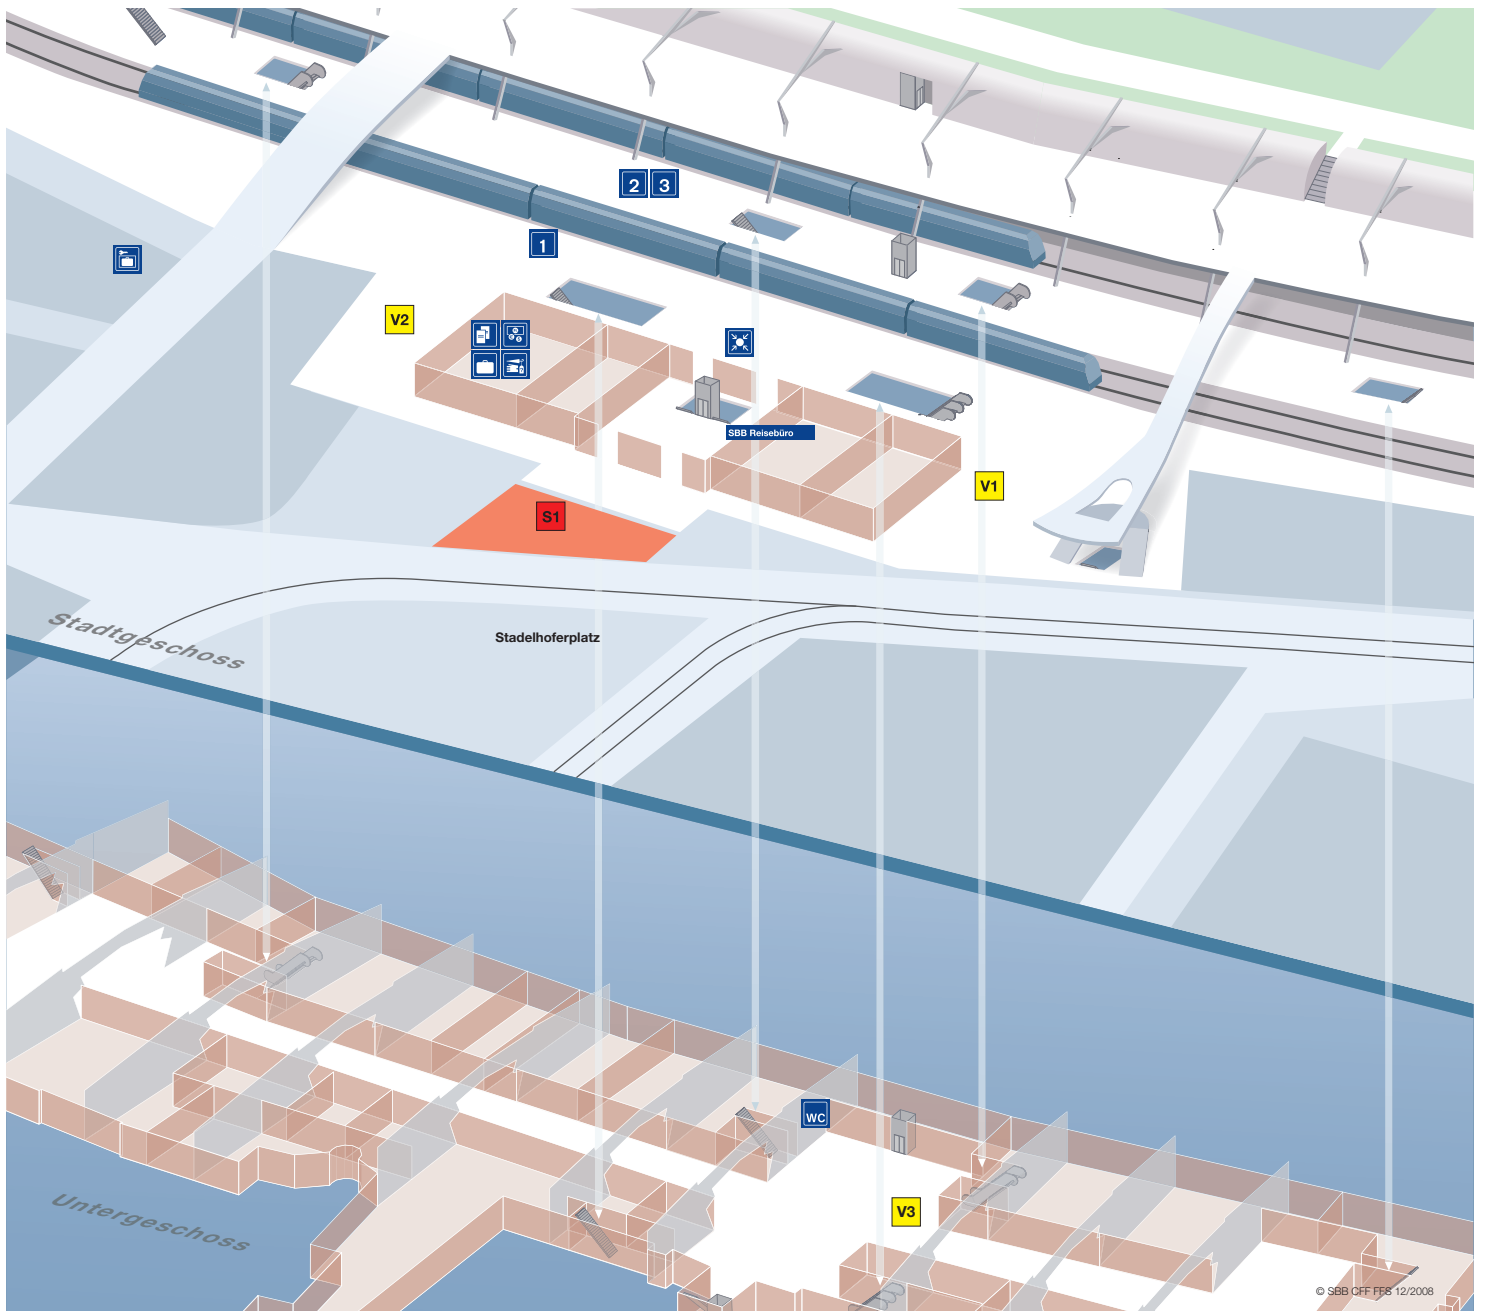 2 3
1
V2
SBB Reisebüro
V1
S1
Stadtgeschoss
Stadelhoferplatz
WC
V3
Untergeschoss
© SBB CFF FFS 12/2008